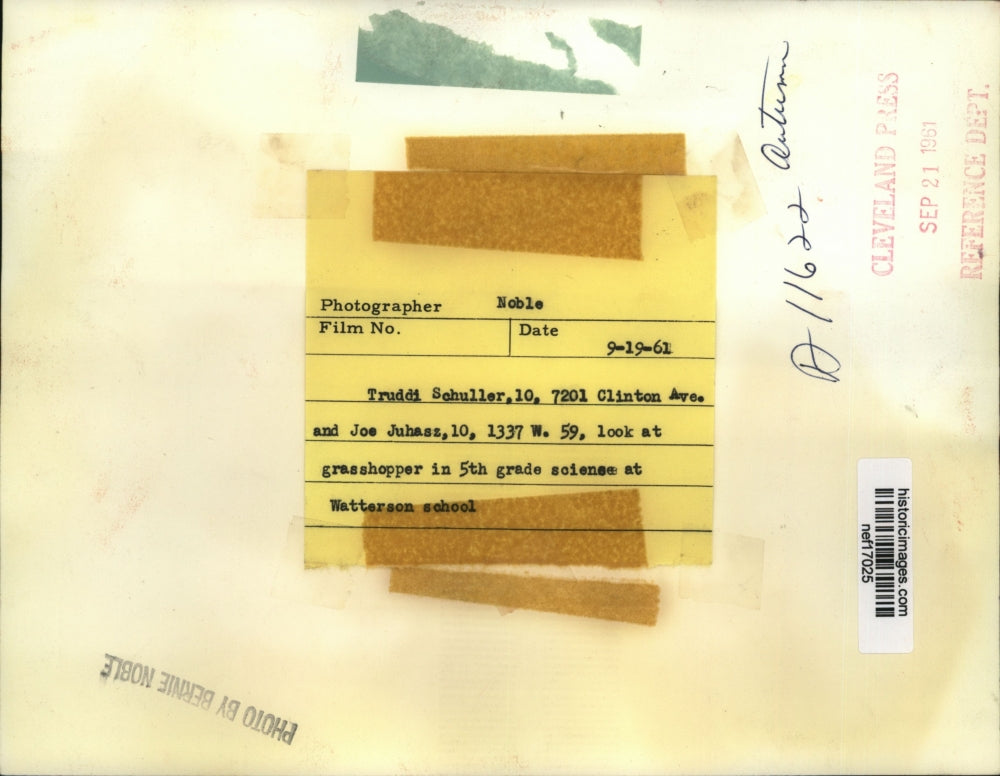 Photographer Noble
Film No. Date
9-19-61
Truddi Schuller,10, 7201 Clinton Ave.
and Joe Juhasz,10, 1337 W. 59, look at
grasshopper in 5th grade science at
Watterson school
D-11622 Autumn
CLEVELAND PRESS
SEP 21 1961
REFERENCE DEPT.
historicimages.com
nef17025
PHOTO BY BERNIE NOBLE